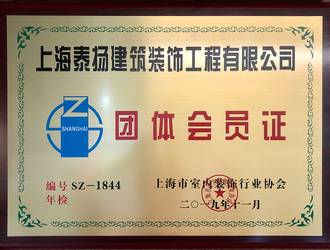 上海泰扬建筑装饰工程有限公司
SHANGHAI
团体会员证
编号 SZ-1844
年检
上海市室内装饰行业协会
二〇一九年十一月